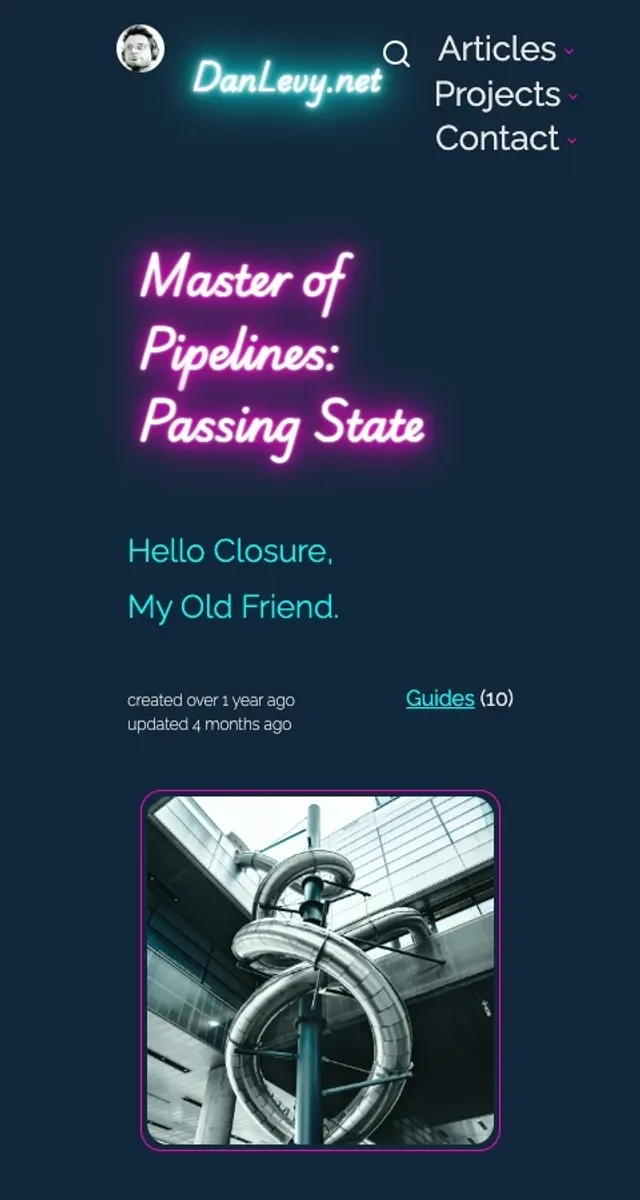 DanLevy.net
Articles
Projects
Contact
Master of
Pipelines:
Passing State
Hello Closure,
My Old Friend.
created over 1 year ago
updated 4 months ago
Guides (10)